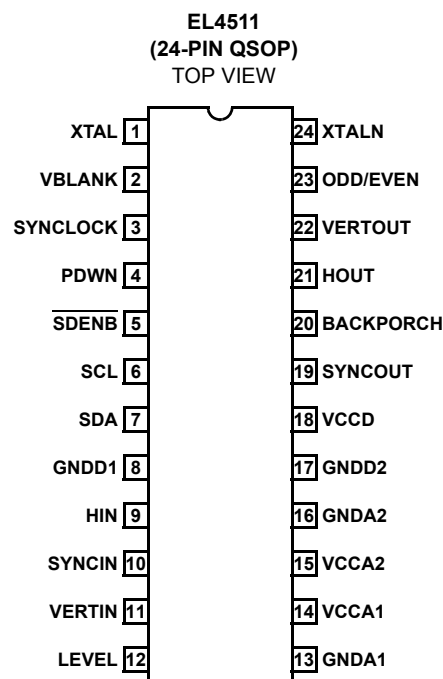 EL4511
(24-PIN QSOP)
TOP VIEW
XTAL 1 24 XTALN
VBLANK 2 23 ODD/EVEN
SYNCLOCK 3 22 VERTOUT
PDWN 4 21 HOUT
SDENB 5 20 BACKPORCH
SCL 6 19 SYNCOUT
SDA 7 18 VCCD
GNDD1 8 17 GNDD2
HIN 9 16 GNDA2
SYNCIN 10 15 VCCA2
VERTIN 11 14 VCCA1
LEVEL 12 13 GNDA1